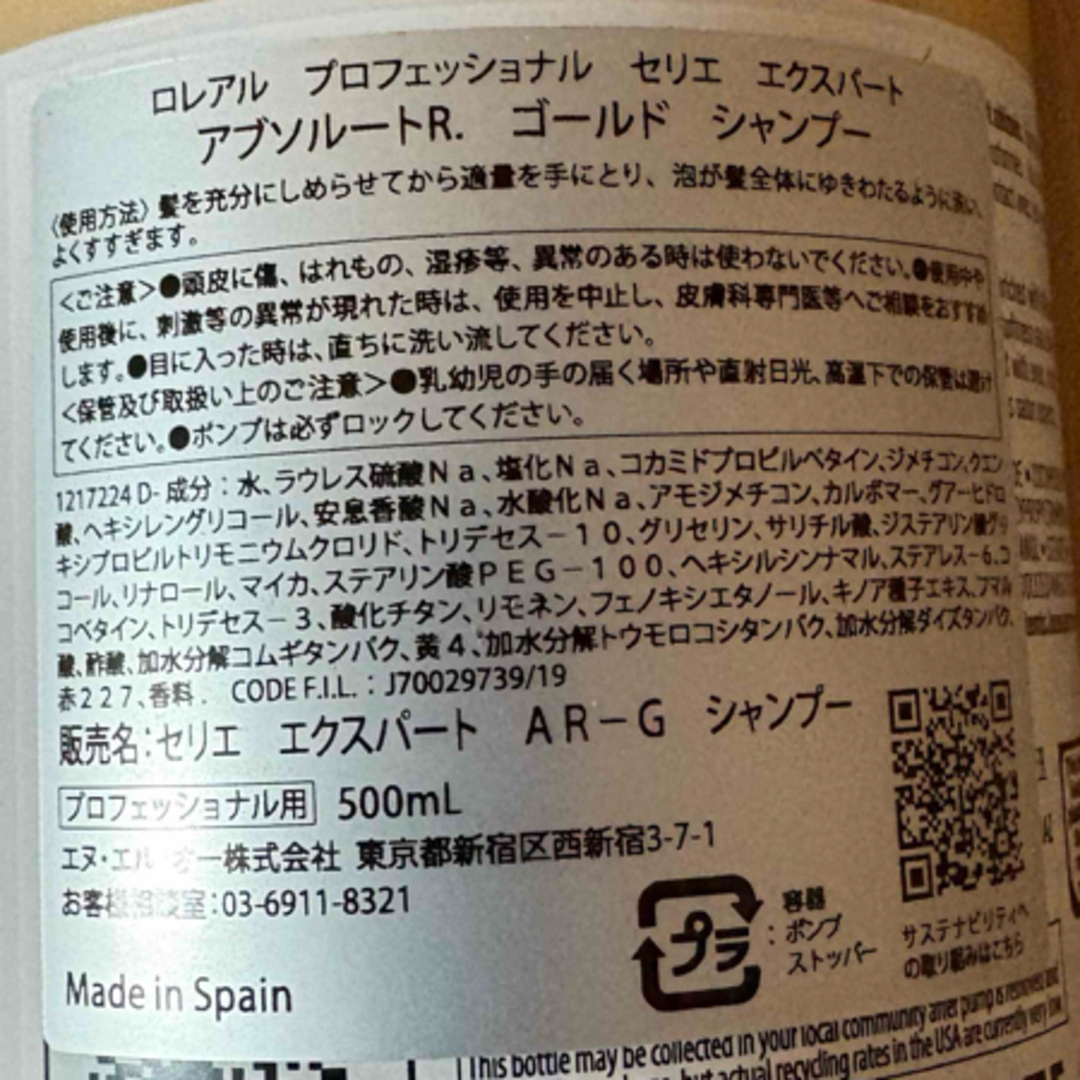 ロレアル　プロフェッショナル　セリエ　エクスパート
アブソルートR.　ゴールド　シャンプー
〈使用方法〉髪を充分にしめらせてから適量を手にとり、泡が髪全体にゆきわたるように洗い、
よくすすぎます。
<ご注意>●頭皮に傷、はれもの、湿疹等、異常のある時は使わないでください。●使用中や
使用後に、刺激等の異常が現れた時は、使用を中止し、皮膚科専門医等へご相談をおすすめ
します。●目に入った時は、直ちに洗い流してください。
<保管及び取扱い上のご注意>●乳幼児の手の届く場所や直射日光、高温下での保管は避け
てください。●ポンプは必ずロックしてください。
1217224 D- 成分：水、ラウレス硫酸Ｎａ、塩化Ｎａ、コカミドプロピルベタイン、ジメチコン、クエン
酸、ヘキシレングリコール、安息香酸Ｎａ、水酸化Ｎａ、アモジメチコン、カルボマー、グアーヒドロ
キシプロピルトリモニウムクロリド、トリデセス－１０、グリセリン、サリチル酸、ジステアリン酸グリ
コール、リナロール、マイカ、ステアリン酸ＰＥＧ－１００、ヘキシルシンナマル、ステアレス－6、コ
コベタイン、トリデセス－３、酸化チタン、リモネン、フェノキシエタノール、キノア種子エキス、フマル
酸、酢酸、加水分解コムギタンパク、黄４、加水分解トウモロコシタンパク、加水分解ダイズタンパク、
赤２２７、香料． CODE F.I.L.：J70029739/19
販売名：セリエ　エクスパート　ＡＲ－Ｇ　シャンプー
プロフェッショナル用 500mL
エヌ・エル・オー株式会社 東京都新宿区西新宿3-7-1
お客様相談室：03-6911-8321
Made in Spain
プラ
容器
：ポンプ
ストッパー
サステナビリティへ
の取り組みはこちら
This bottle may be collected in your local community after pump is removed and
but actual recycling rates in the USA are currently very low.